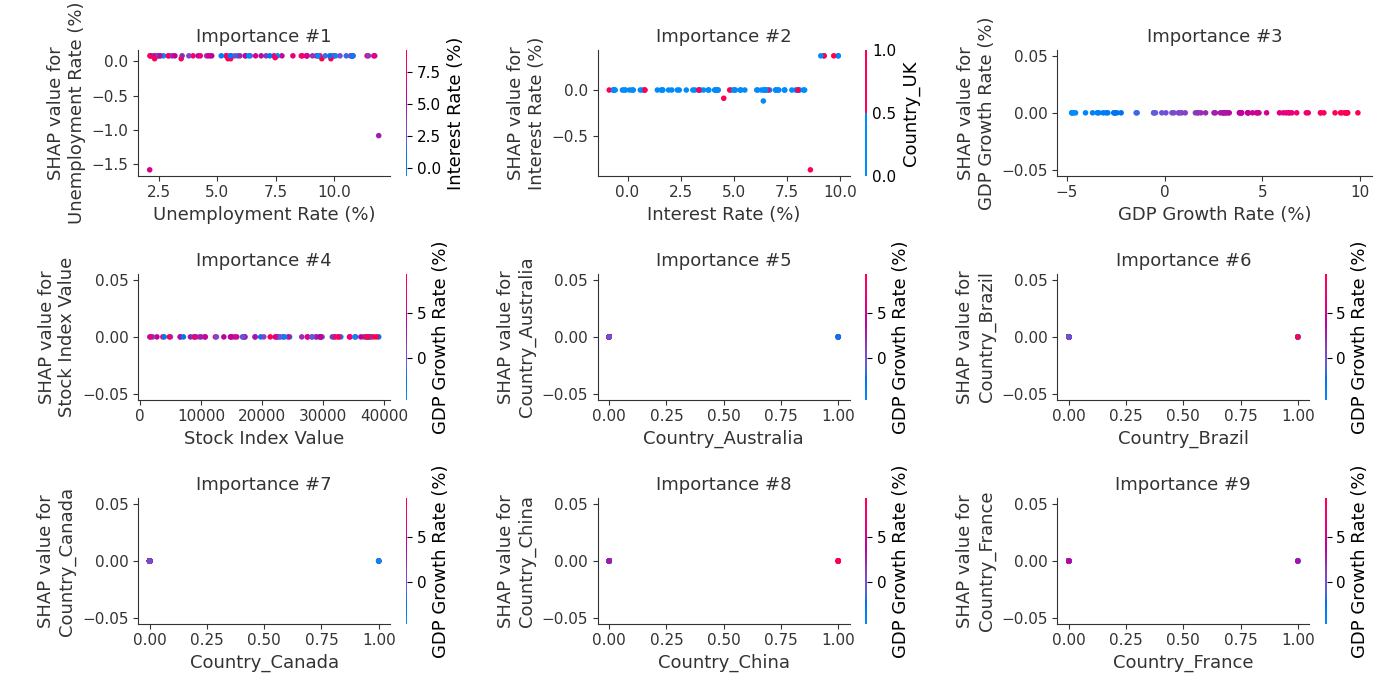 Importance #1
SHAP value for
Unemployment Rate (%)
0.0
−0.5
−1.0
−1.5
2.5 5.0 7.5 10.0
Unemployment Rate (%)
7.5
5.0
2.5
0.0
Interest Rate (%)
Importance #2
SHAP value for
Interest Rate (%)
0.0
−0.5
0.0 2.5 5.0 7.5 10.0
Interest Rate (%)
1.0
0.5
0.0
Country_UK
Importance #3
SHAP value for
GDP Growth Rate (%)
0.05
0.00
−0.05
−5 0 5 10
GDP Growth Rate (%)
Importance #4
SHAP value for
Stock Index Value
0.05
0.00
−0.05
0 10000 20000 30000 40000
Stock Index Value
5
0
GDP Growth Rate (%)
Importance #5
SHAP value for
Country_Australia
0.05
0.00
−0.05
0.00 0.25 0.50 0.75 1.00
Country_Australia
5
0
GDP Growth Rate (%)
Importance #6
SHAP value for
Country_Brazil
0.05
0.00
−0.05
0.00 0.25 0.50 0.75 1.00
Country_Brazil
5
0
GDP Growth Rate (%)
Importance #7
SHAP value for
Country_Canada
0.05
0.00
−0.05
0.00 0.25 0.50 0.75 1.00
Country_Canada
5
0
GDP Growth Rate (%)
Importance #8
SHAP value for
Country_China
0.05
0.00
−0.05
0.00 0.25 0.50 0.75 1.00
Country_China
5
0
GDP Growth Rate (%)
Importance #9
SHAP value for
Country_France
0.05
0.00
−0.05
0.00 0.25 0.50 0.75 1.00
Country_France
5
0
GDP Growth Rate (%)